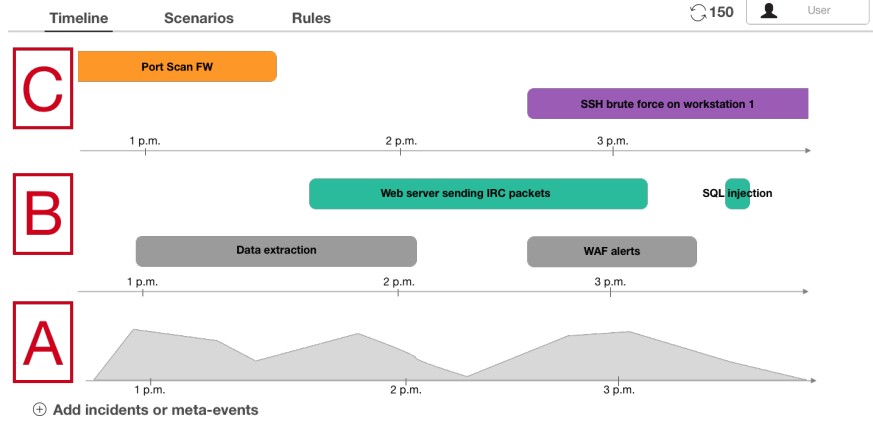 Timeline Scenarios Rules 150 User
C
Port Scan FW
SSH brute force on workstation 1
1 p.m. 2 p.m. 3 p.m.
B
Web server sending IRC packets SQL injection
Data extraction WAF alerts
1 p.m. 2 p.m. 3 p.m.
A
1 p.m. 2 p.m. 3 p.m.
Add incidents or meta-events